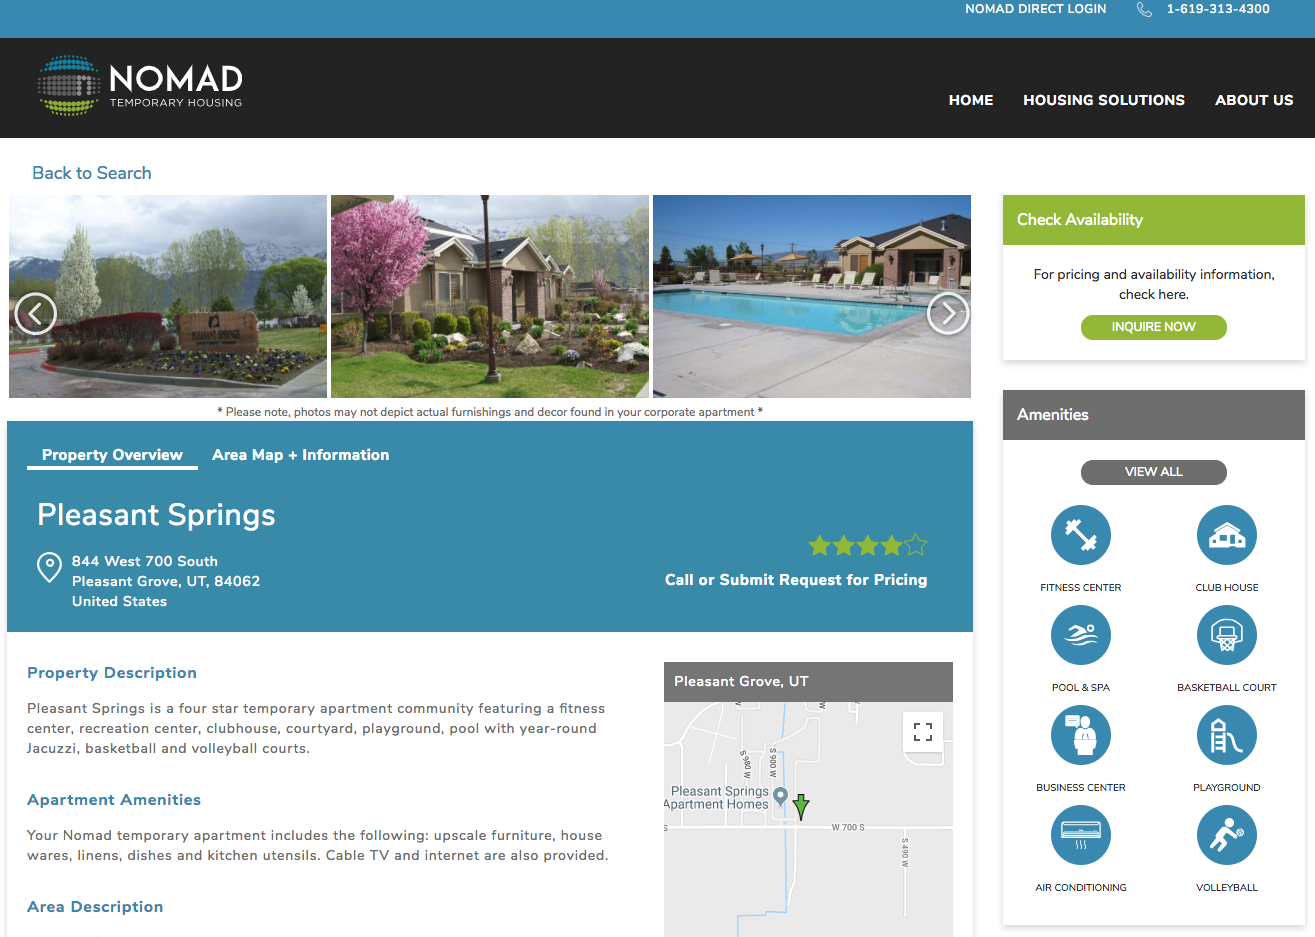 NOMAD DIRECT LOGIN
1-619-313-4300
NOMAD
TEMPORARY HOUSING
HOME
HOUSING SOLUTIONS
ABOUT US
Back to Search
PLEASANT SPRINGS
APARTMENT HOMES
* Please note, photos may not depict actual furnishings and decor found in your corporate apartment *
Check Availability
For pricing and availability information,
check here.
INQUIRE NOW
Property Overview
Area Map + Information
Pleasant Springs
844 West 700 South
Pleasant Grove, UT, 84062
United States
Call or Submit Request for Pricing
Property Description
Pleasant Springs is a four star temporary apartment community featuring a fitness
center, recreation center, clubhouse, courtyard, playground, pool with year-round
Jacuzzi, basketball and volleyball courts.
Apartment Amenities
Your Nomad temporary apartment includes the following: upscale furniture, house
wares, linens, dishes and kitchen utensils. Cable TV and internet are also provided.
Area Description
Pleasant Grove, UT
W
W
S 980 W
S 900 W
Pleasant Springs
Apartment Homes
S
W 700 S
S 490 W
Amenities
VIEW ALL
FITNESS CENTER
CLUB HOUSE
POOL & SPA
BASKETBALL COURT
BUSINESS CENTER
PLAYGROUND
AIR CONDITIONING
VOLLEYBALL